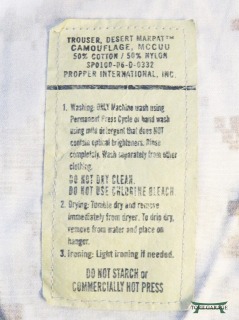 TROUSER, DESERT MARPAT™
CAMOUFLAGE, MCCUU
50% COTTON / 50% NYLON
SPO100-06-D-0332
PROPPER INTERNATIONAL, INC.
1. Washing: ONLY Machine wash using
Permanent Press Cycle or hand wash
using mild detergent that does NOT
contain optical brighteners. Rinse
completely. Wash separately from other
clothing.
DO NOT DRY CLEAN.
DO NOT USE CHLORINE BLEACH.
2. Drying: Tumble dry and remove
immediately from dryer. To drip dry,
remove from water and place on
hanger.
3. Ironing: Light ironing if needed.
DO NOT STARCH or
COMMERCIALLY HOT PRESS